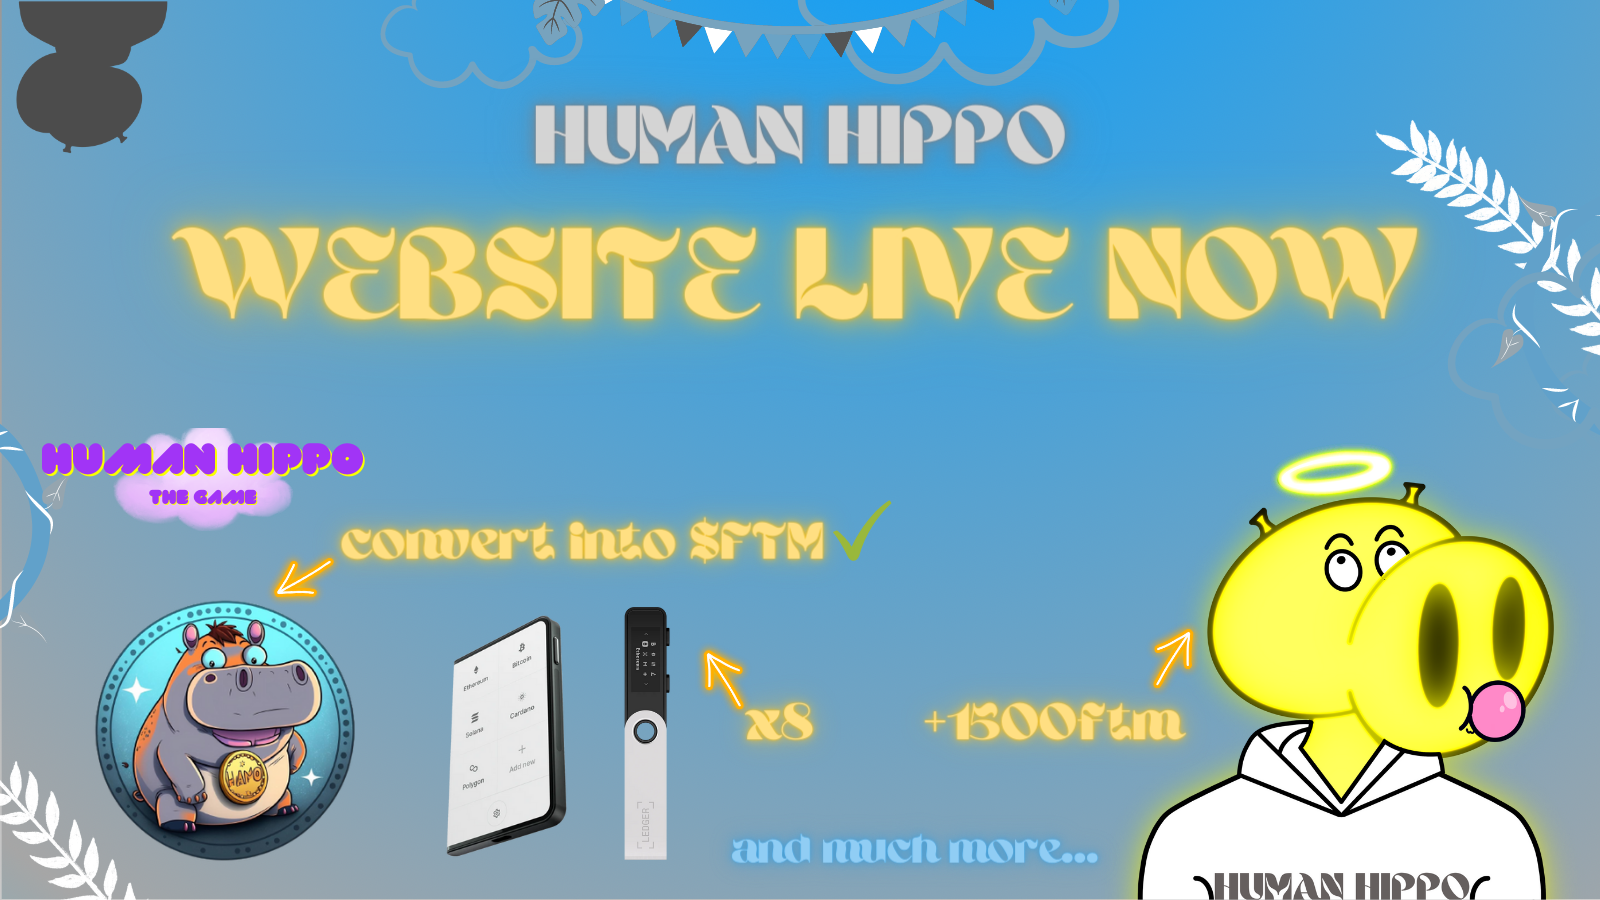 HUMAN HIPPO
WEBSITE LIVE NOW
HUMAN HIPPO
THE GAME
convert into $FTM
HAMO
Ethereum
Bitcoin
Solana
Cardano
Polygon
Add new
Ethereum
LEDGER
x8
+1500ftm
and much more...
HUMAN HIPPO